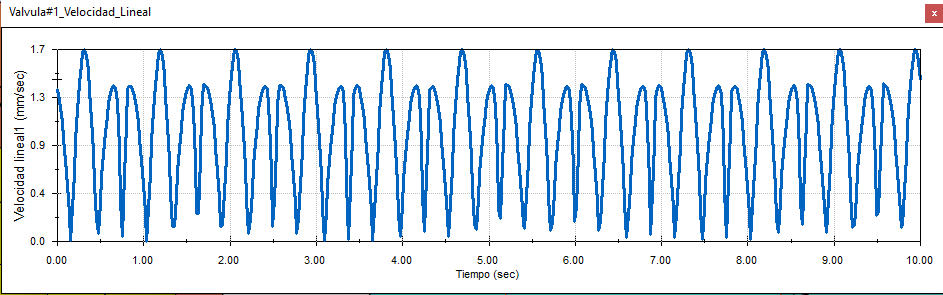 Valvula#1_Velocidad_Lineal
x
Velocidad lineal1 (mm/sec)
1.7
1.3
0.9
0.4
0.0
0.00 1.00 2.00 3.00 4.00 5.00 6.00 7.00 8.00 9.00 10.00
Tiempo (sec)